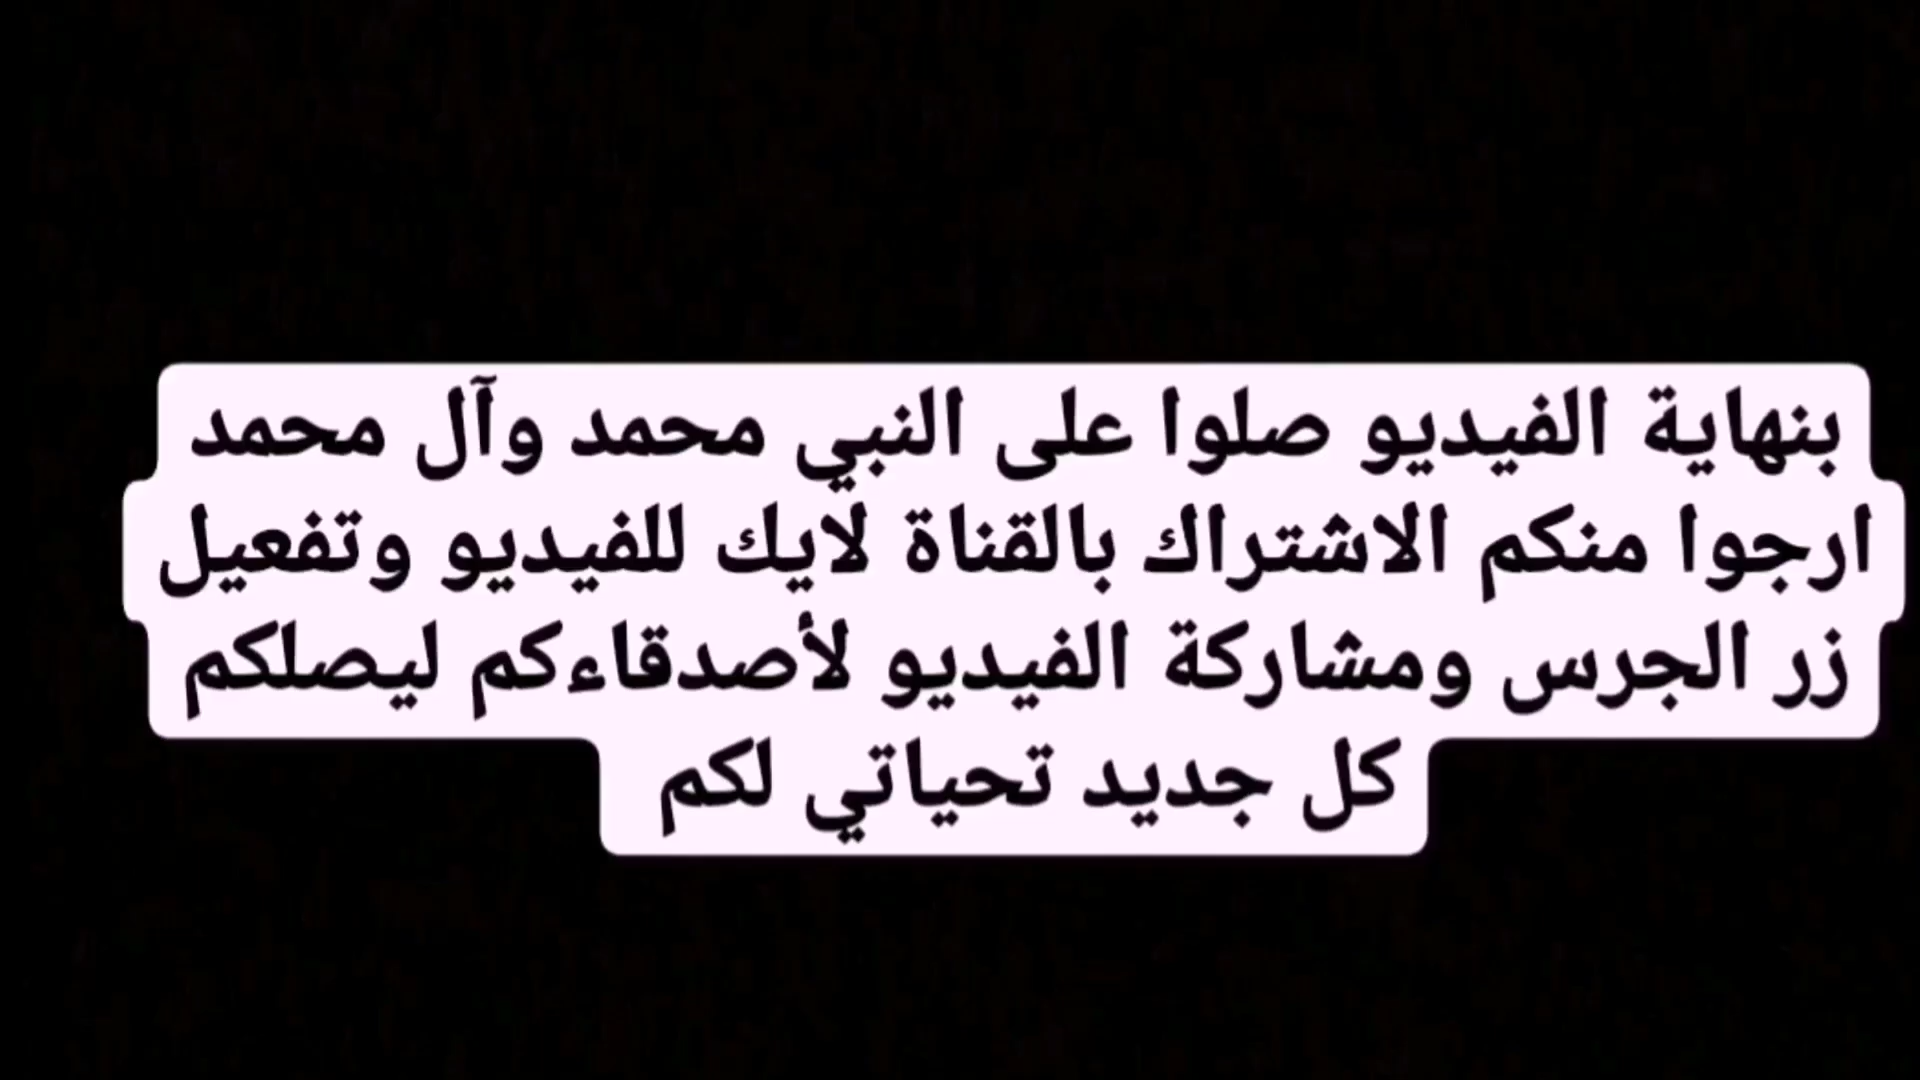 بنهاية الفيديو صلوا على النبي محمد وآل محمد
ارجوا منكم الاشتراك بالقناة لايك للفيديو وتفعيل
زر الجرس ومشاركة الفيديو لأصدقاءكم ليصلكم
كل جديد تحياتي لكم